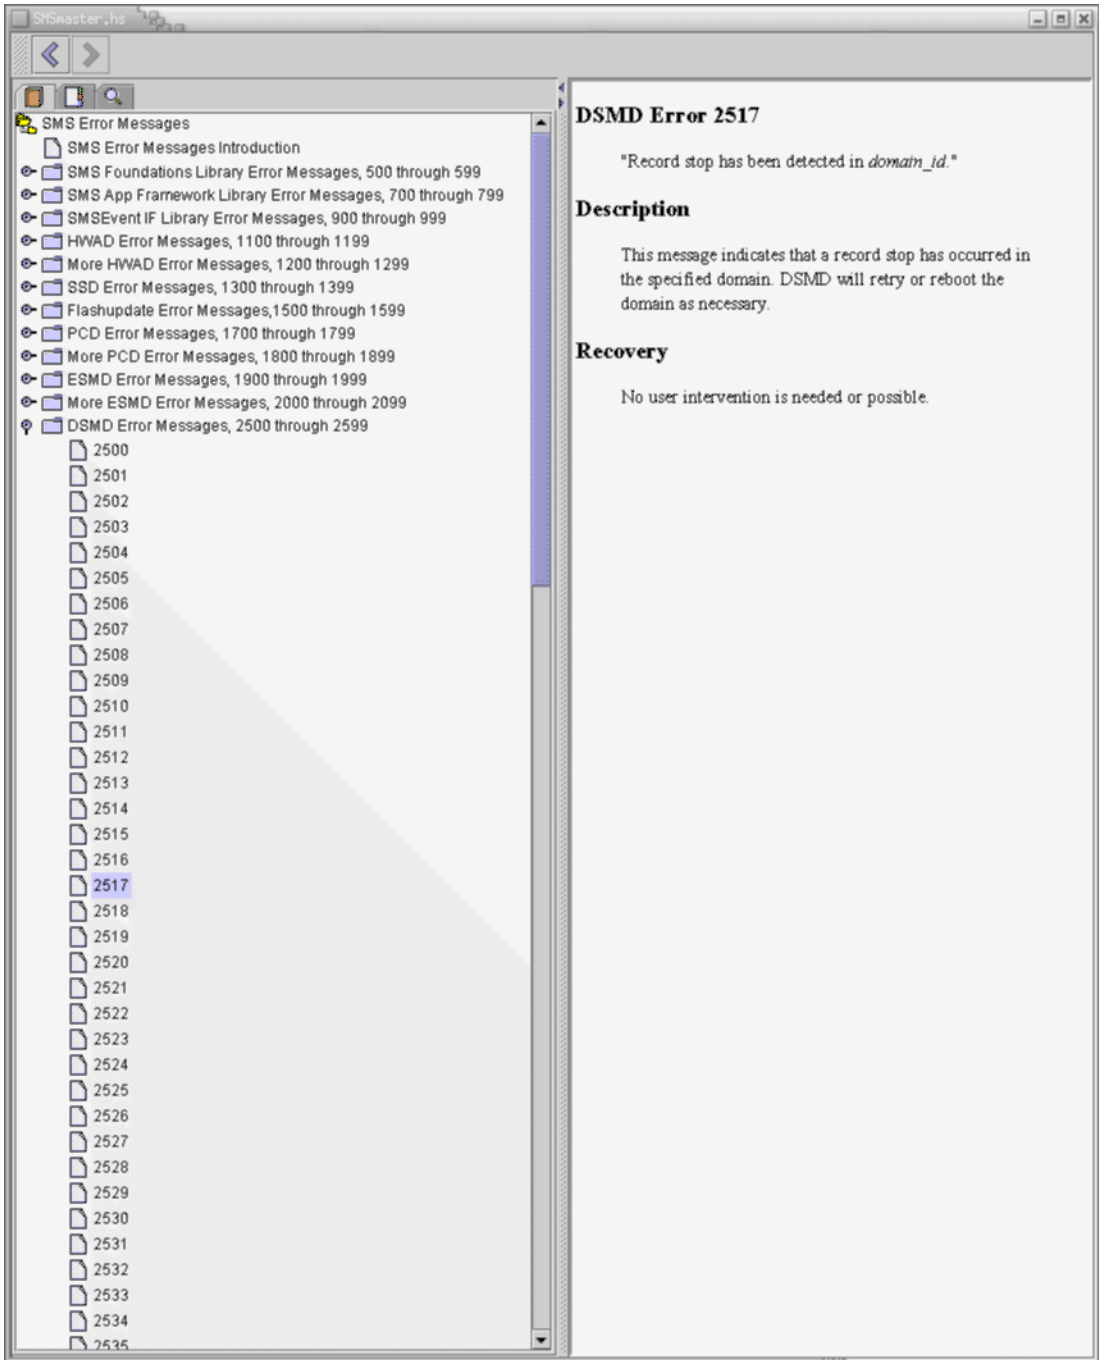 SMSmaster.hs
SMS Error Messages
SMS Error Messages Introduction
SMS Foundations Library Error Messages, 500 through 599
SMS App Framework Library Error Messages, 700 through 799
SMSEvent IF Library Error Messages, 900 through 999
HWAD Error Messages, 1100 through 1199
More HWAD Error Messages, 1200 through 1299
SSD Error Messages, 1300 through 1399
Flashupdate Error Messages,1500 through 1599
PCD Error Messages, 1700 through 1799
More PCD Error Messages, 1800 through 1899
ESMD Error Messages, 1900 through 1999
More ESMD Error Messages, 2000 through 2099
DSMD Error Messages, 2500 through 2599
2500
2501
2502
2503
2504
2505
2506
2507
2508
2509
2510
2511
2512
2513
2514
2515
2516
2517
2518
2519
2520
2521
2522
2523
2524
2525
2526
2527
2528
2529
2530
2531
2532
2533
2534
2535
DSMD Error 2517
"Record stop has been detected in domain_id."
Description
This message indicates that a record stop has occurred in
the specified domain. DSMD will retry or reboot the
domain as necessary.
Recovery
No user intervention is needed or possible.